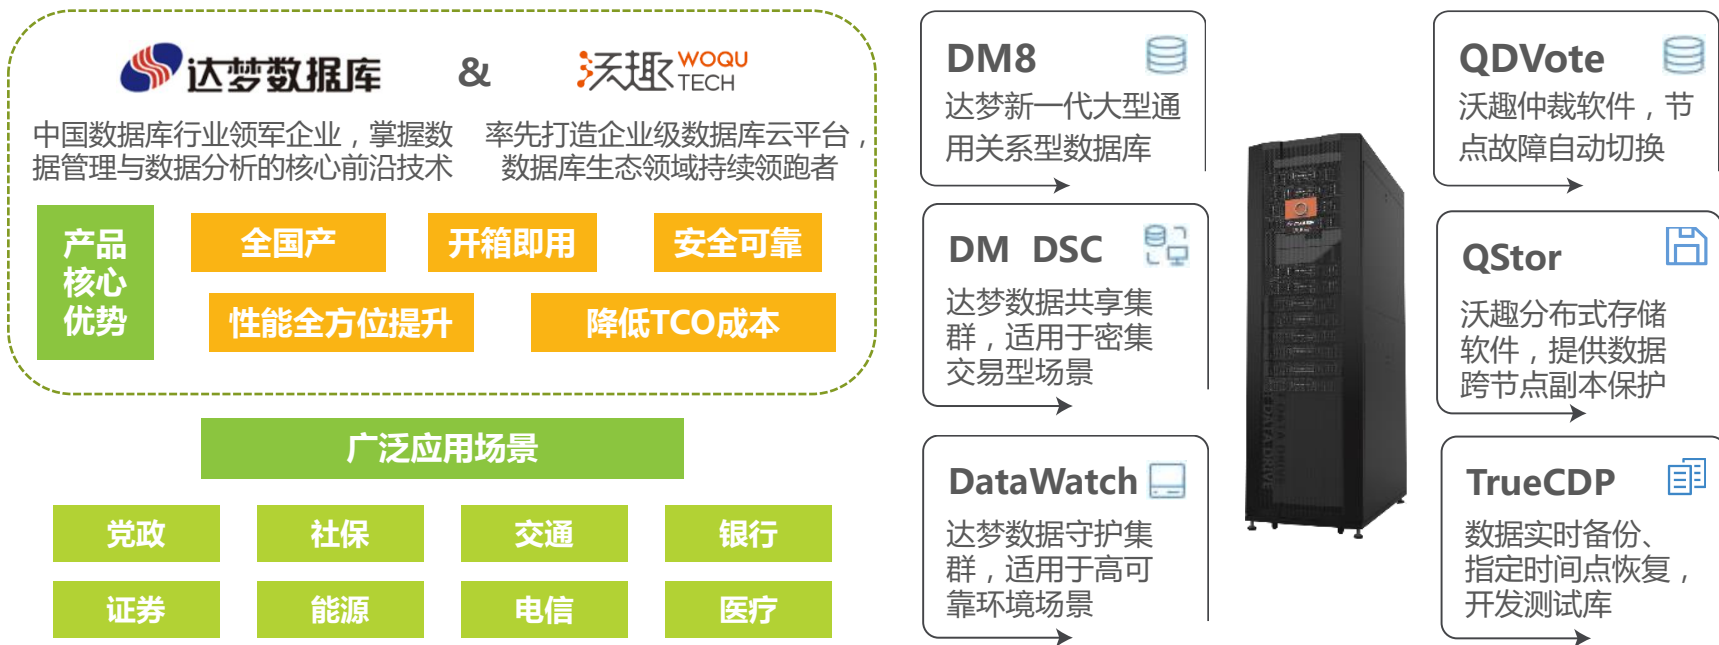 达梦数据库
&
沃趣 WOQU
TECH
中国数据库行业领军企业，掌握数
据管理与数据分析的核心前沿技术
率先打造企业级数据库云平台，
数据库生态领域持续领跑者
产品
核心
优势
全国产
开箱即用
安全可靠
性能全方位提升
降低TCO成本
广泛应用场景
党政
社保
交通
银行
证券
能源
电信
医疗
DM8
达梦新一代大型通
用关系型数据库
DM DSC
达梦数据共享集
群，适用于密集
交易型场景
DataWatch
达梦数据守护集
群，适用于高可
靠环境场景
QDVote
沃趣仲裁软件，节
点故障自动切换
QStor
沃趣分布式存储
软件，提供数据
跨节点副本保护
TrueCDP
数据实时备份、
指定时间点恢复，
开发测试库